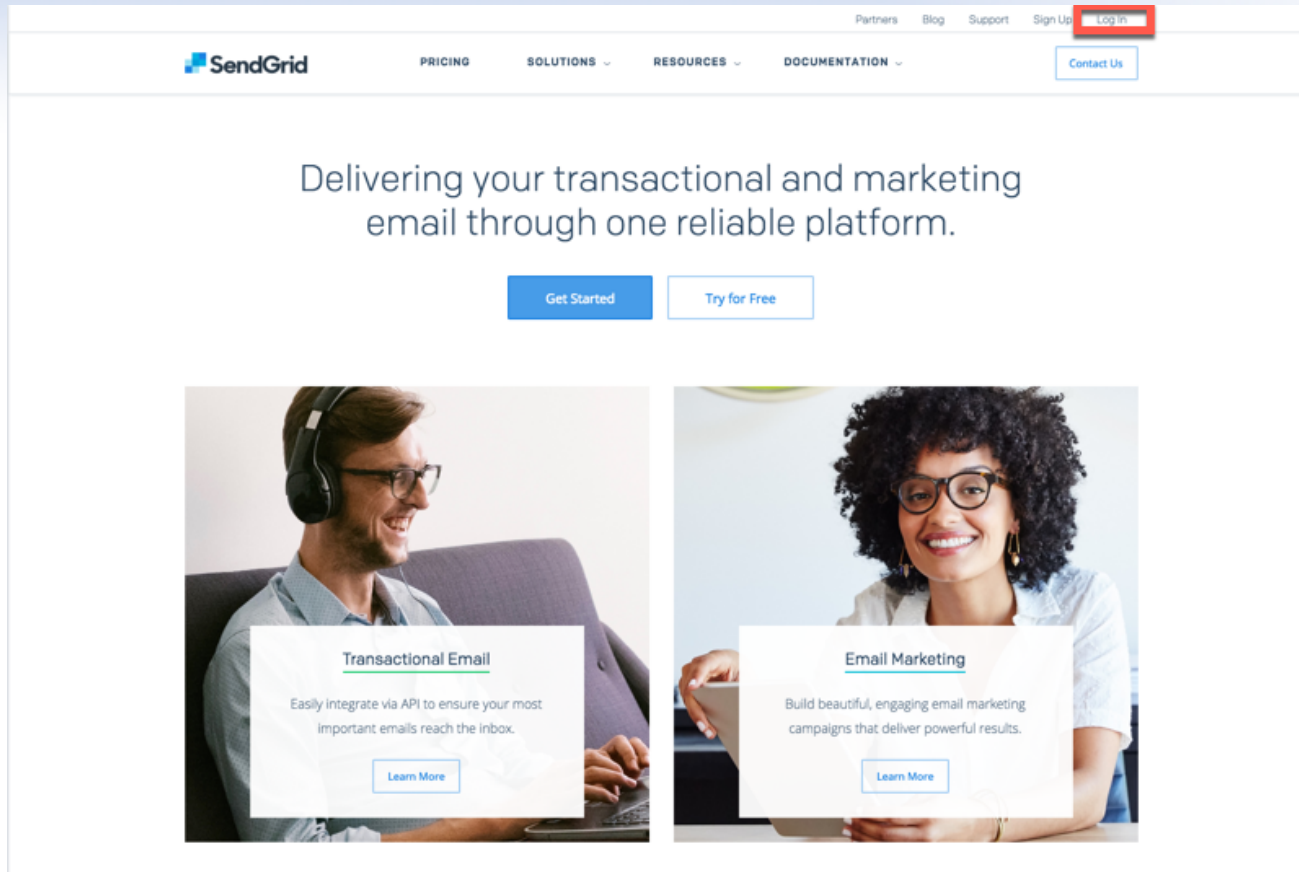 Partners Blog Support Sign Up Log In
SendGrid PRICING SOLUTIONS RESOURCES DOCUMENTATION Contact Us
Delivering your transactional and marketing
email through one reliable platform.
Get Started Try for Free
Transactional Email
Easily integrate via API to ensure your most
important emails reach the inbox.
Learn More
Email Marketing
Build beautiful, engaging email marketing
campaigns that deliver powerful results.
Learn More